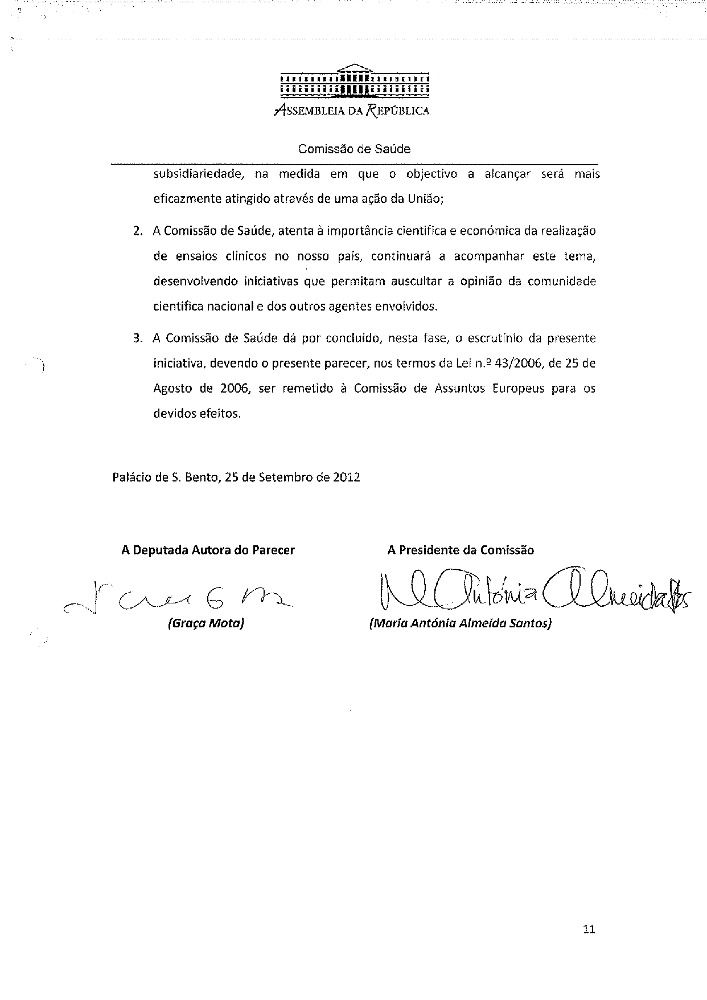 ASSEMBLEIA DA REPÚBLICA
Comissão de Saúde
subsidiariedade, na medida em que o objectivo a alcançar será mais
eficazmente atingido através de uma ação da União;
2. A Comissão de Saúde, atenta à importância cientifica e económica da realização
de ensaios clínicos no nosso país, continuará a acompanhar este tema,
desenvolvendo iniciativas que permitam auscultar a opinião da comunidade
cientifica nacional e dos outros agentes envolvidos.
3. A Comissão de Saúde dá por concluído, nesta fase, o escrutínio da presente
iniciativa, devendo o presente parecer, nos termos da Lei n.º 43/2006, de 25 de
Agosto de 2006, ser remetido à Comissão de Assuntos Europeus para os
devidos efeitos.
Palácio de S. Bento, 25 de Setembro de 2012
A Deputada Autora do Parecer A Presidente da Comissão
M Antónia Almeida
(Graça Mota) (Maria Antónia Almeida Santos)
11